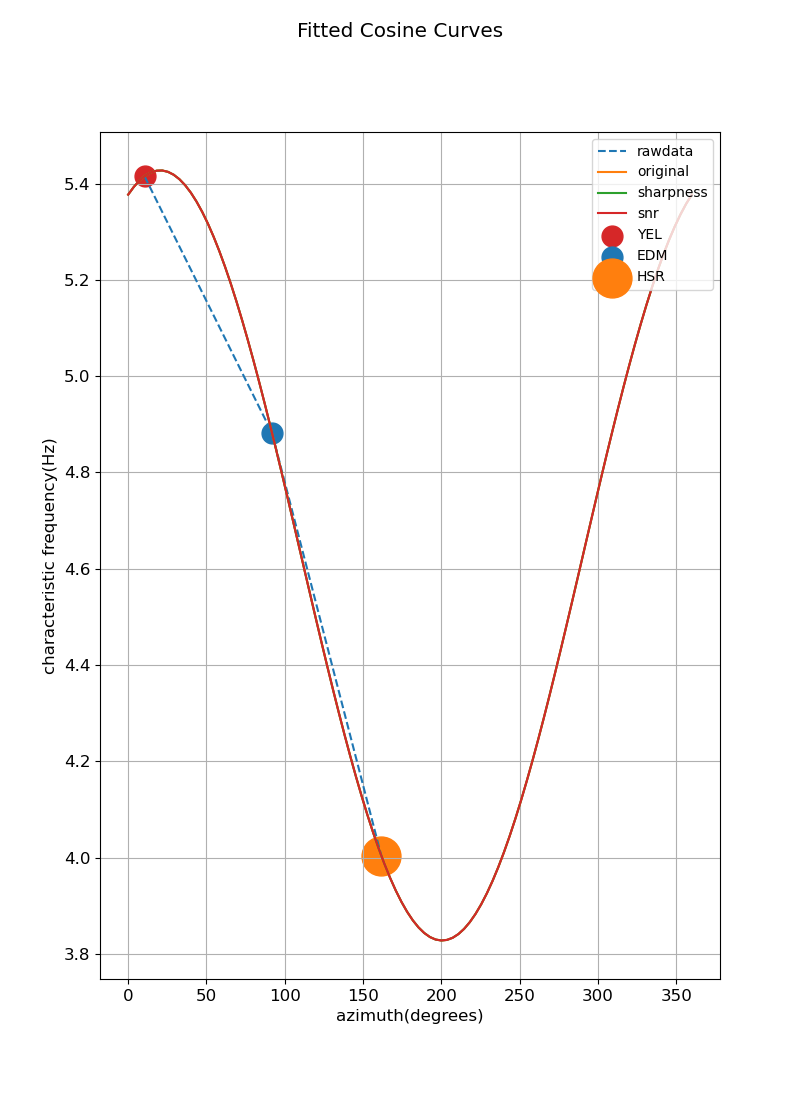 Fitted Cosine Curves
rawdata
original
sharpness
snr
YEL
EDM
HSR
5.4
5.2
5.0
4.8
4.6
4.4
4.2
4.0
3.8
characteristic frequency(Hz)
0 50 100 150 200 250 300 350
azimuth(degrees)